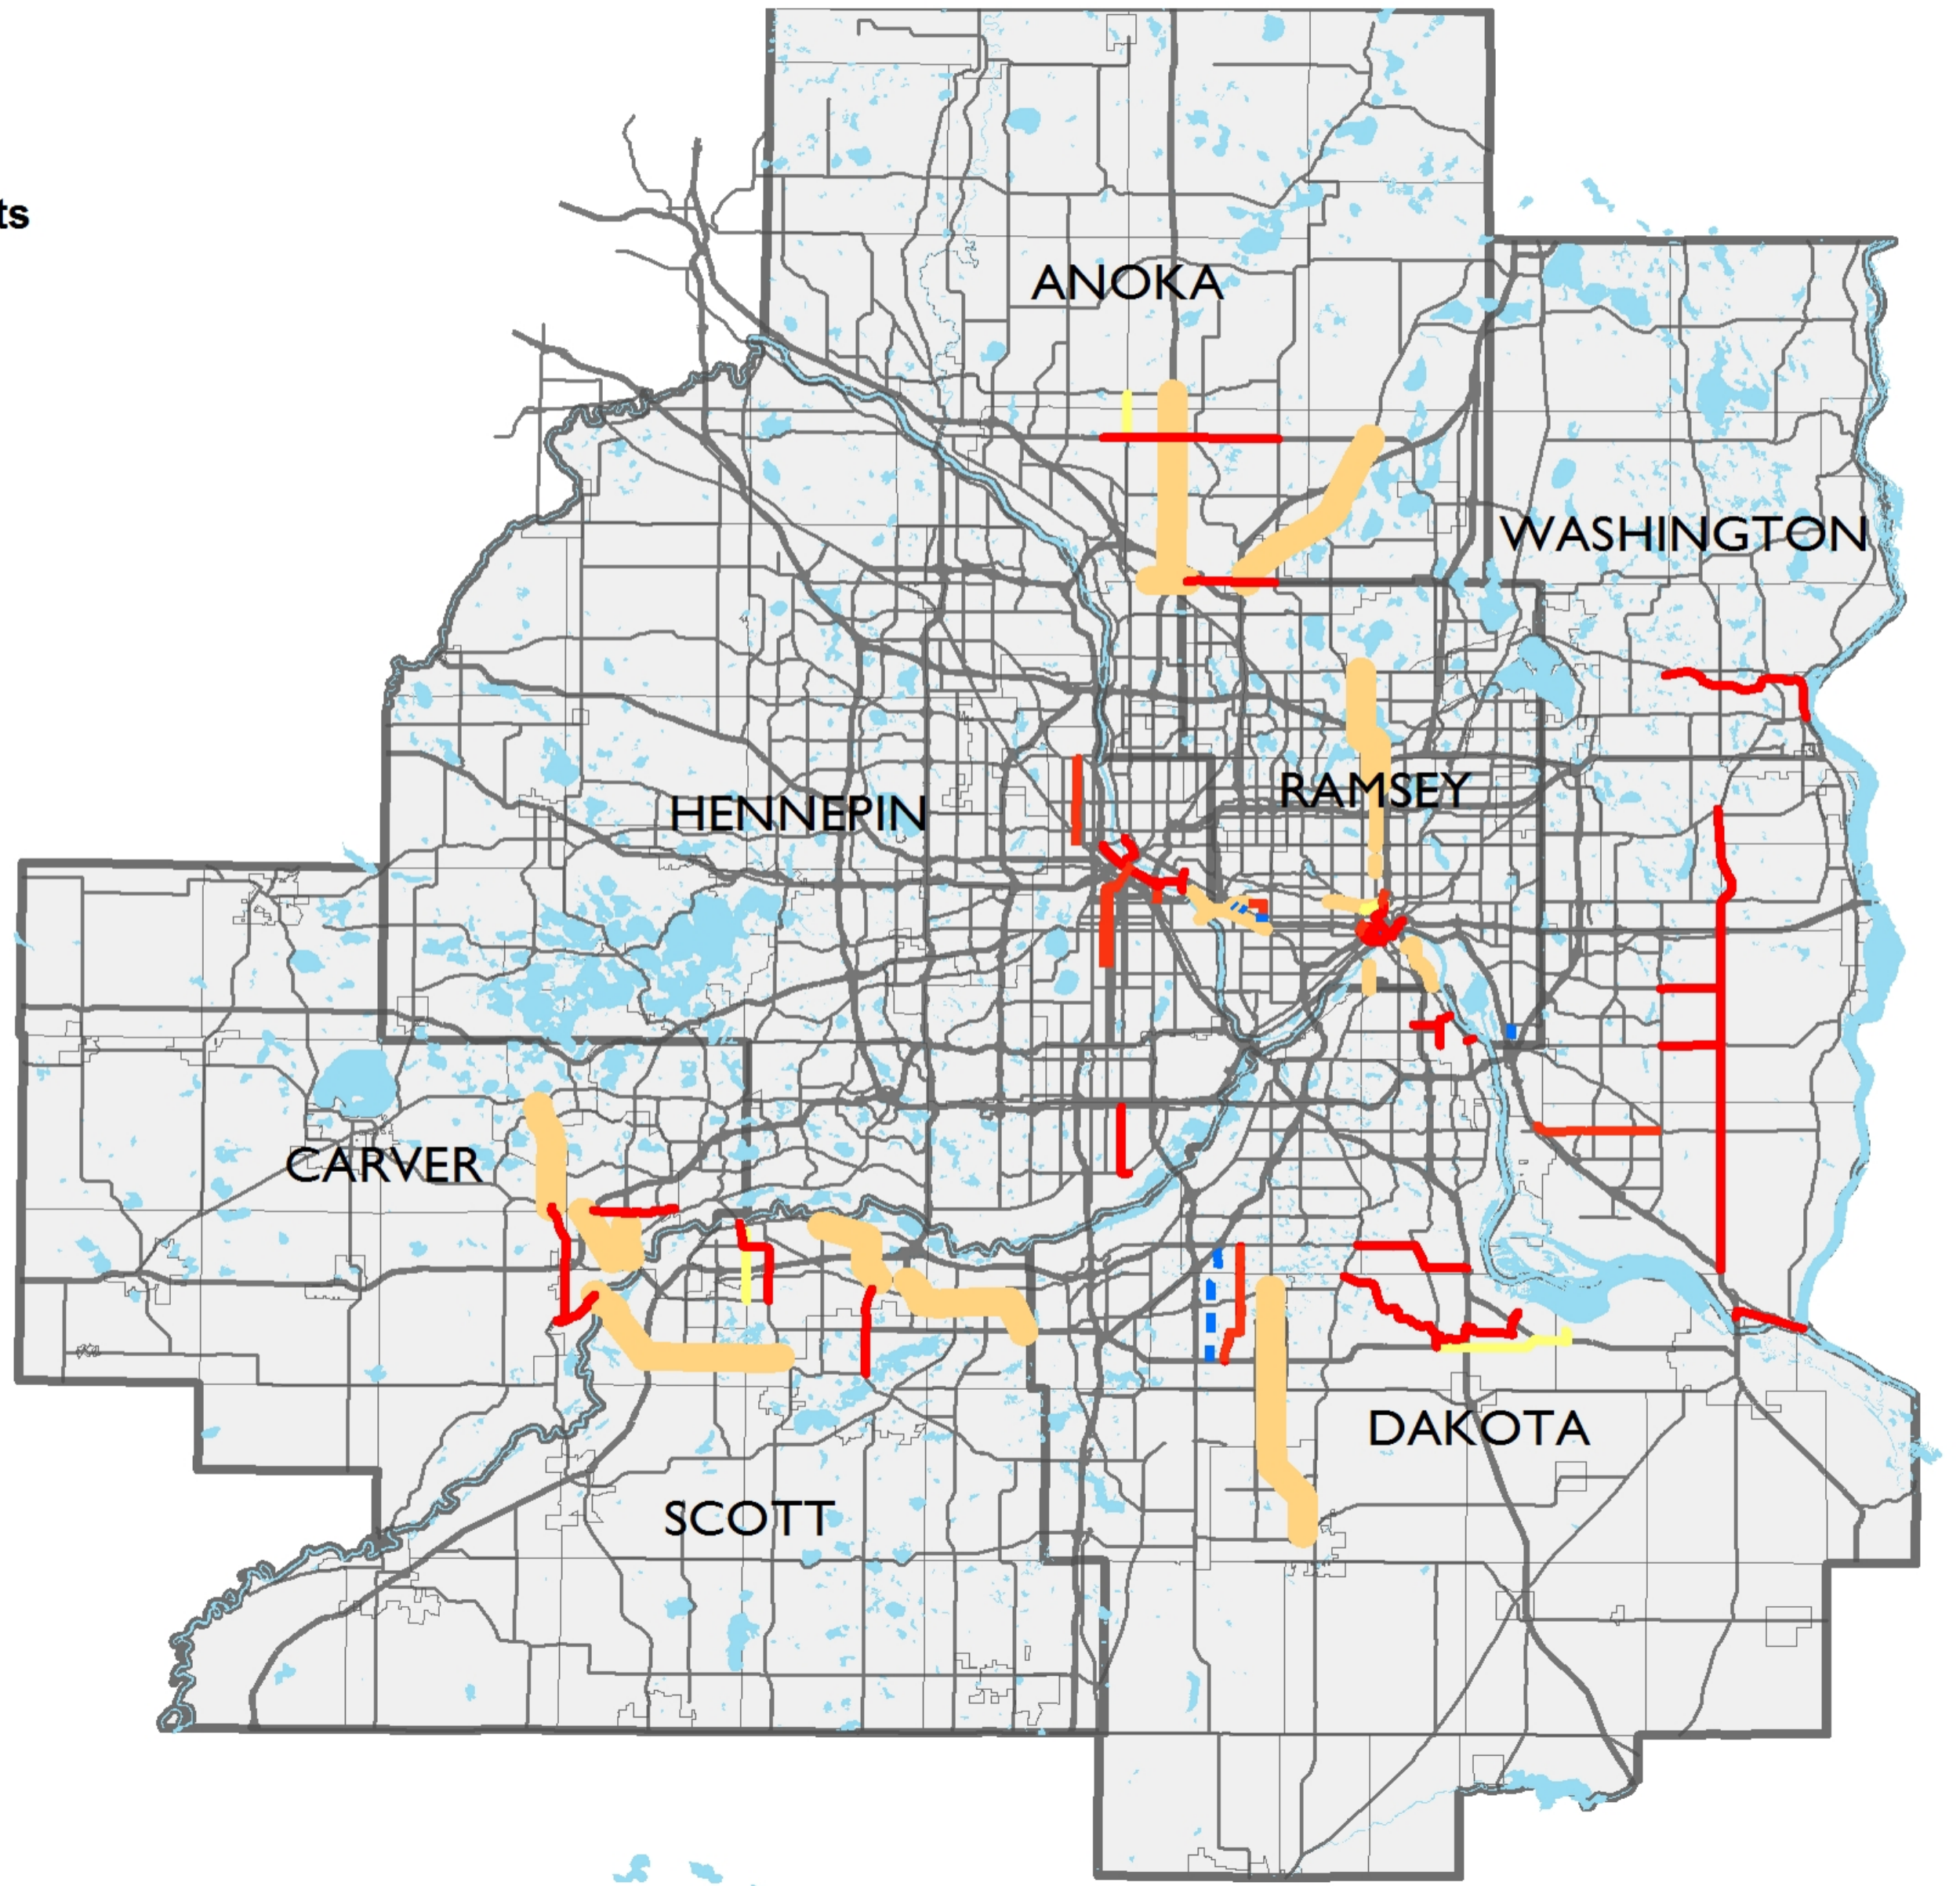 ts
ANOKA
WASHINGTON
RAMSEY
HENNEPIN
CARVER
DAKOTA
SCOTT